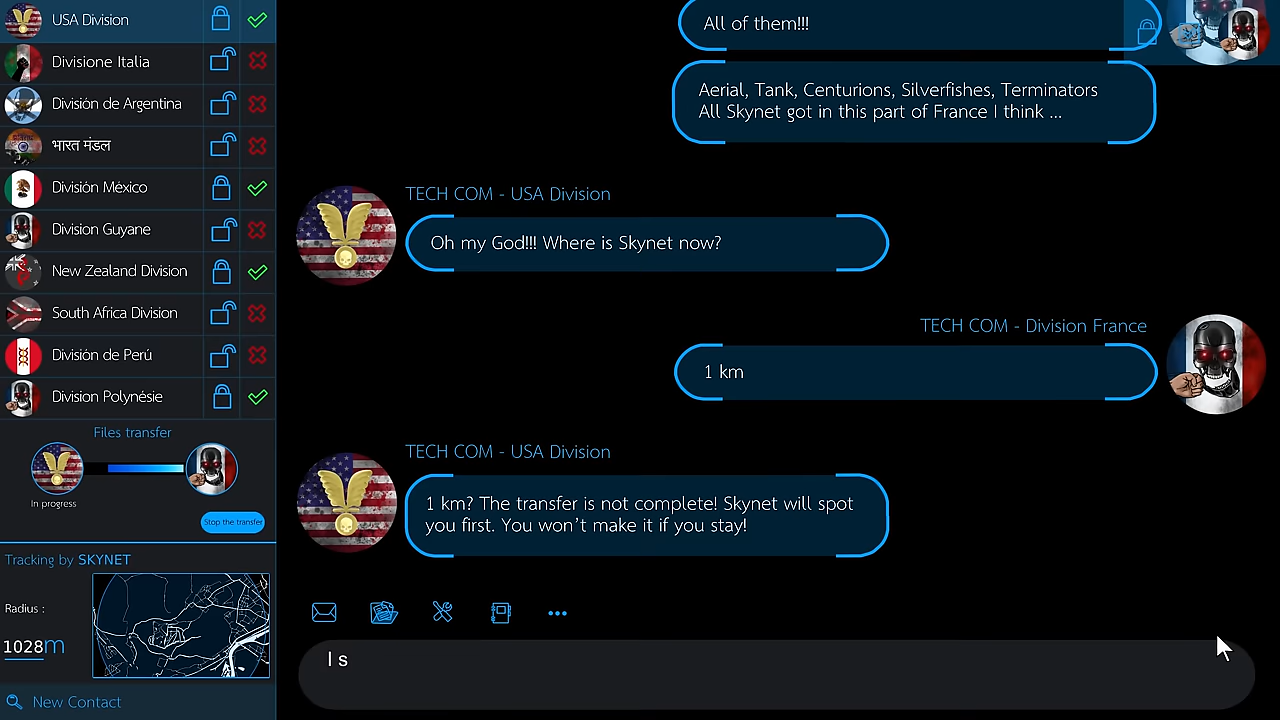 USA Division
Divisione Italia
División de Argentina
भारत मंडल
División México
Division Guyane
New Zealand Division
South Africa Division
División de Perú
Division Polynésie
Files transfer
In progress
Stop the transfer
Tracking by SKYNET
Radius :
1028m
New Contact
All of them!!!
Aerial, Tank, Centurions, Silverfishes, Terminators
All Skynet got in this part of France I think ...
TECH COM - USA Division
Oh my God!!! Where is Skynet now?
TECH COM - Division France
1 km
TECH COM - USA Division
1 km? The transfer is not complete! Skynet will spot
you first. You won't make it if you stay!
I s